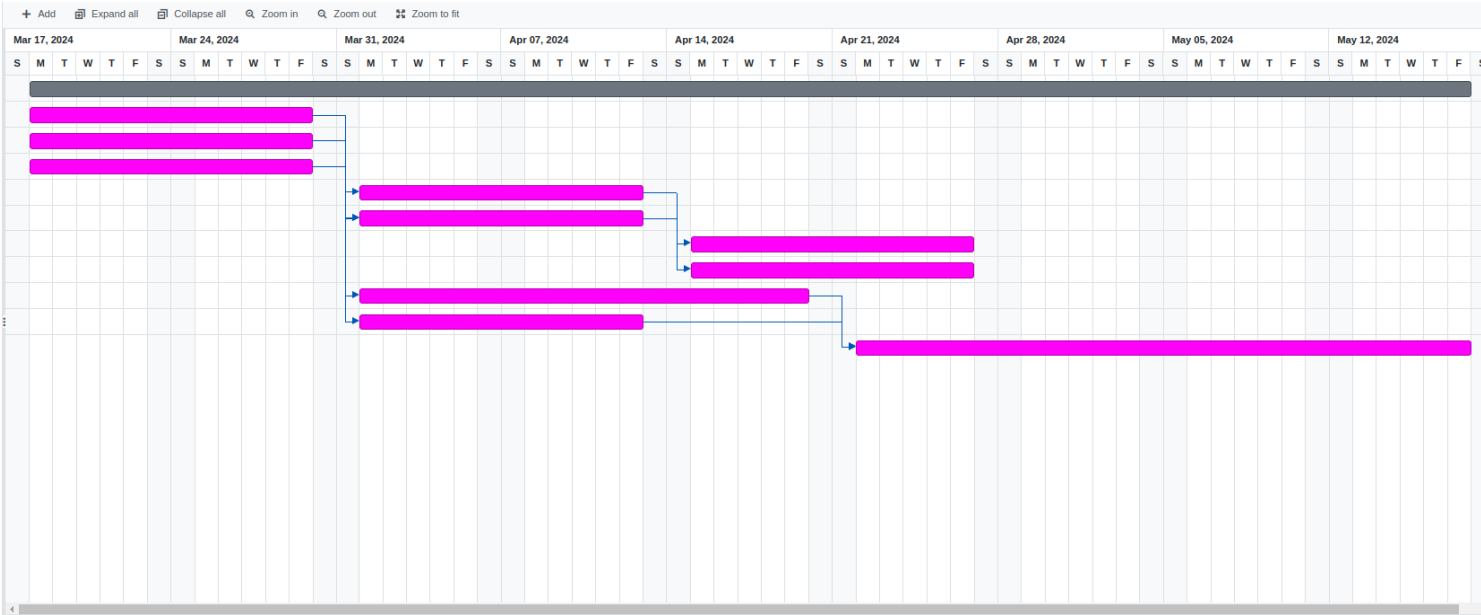 Add Expand all Collapse all Zoom in Zoom out Zoom to fit
Mar 17, 2024 Mar 24, 2024 Mar 31, 2024 Apr 07, 2024 Apr 14, 2024 Apr 21, 2024 Apr 28, 2024 May 05, 2024 May 12, 2024
S M T W T F S S M T W T F S S M T W T F S S M T W T F S S M T W T F S S M T W T F S S M T W T F S S M T W T F S S M T W T F S